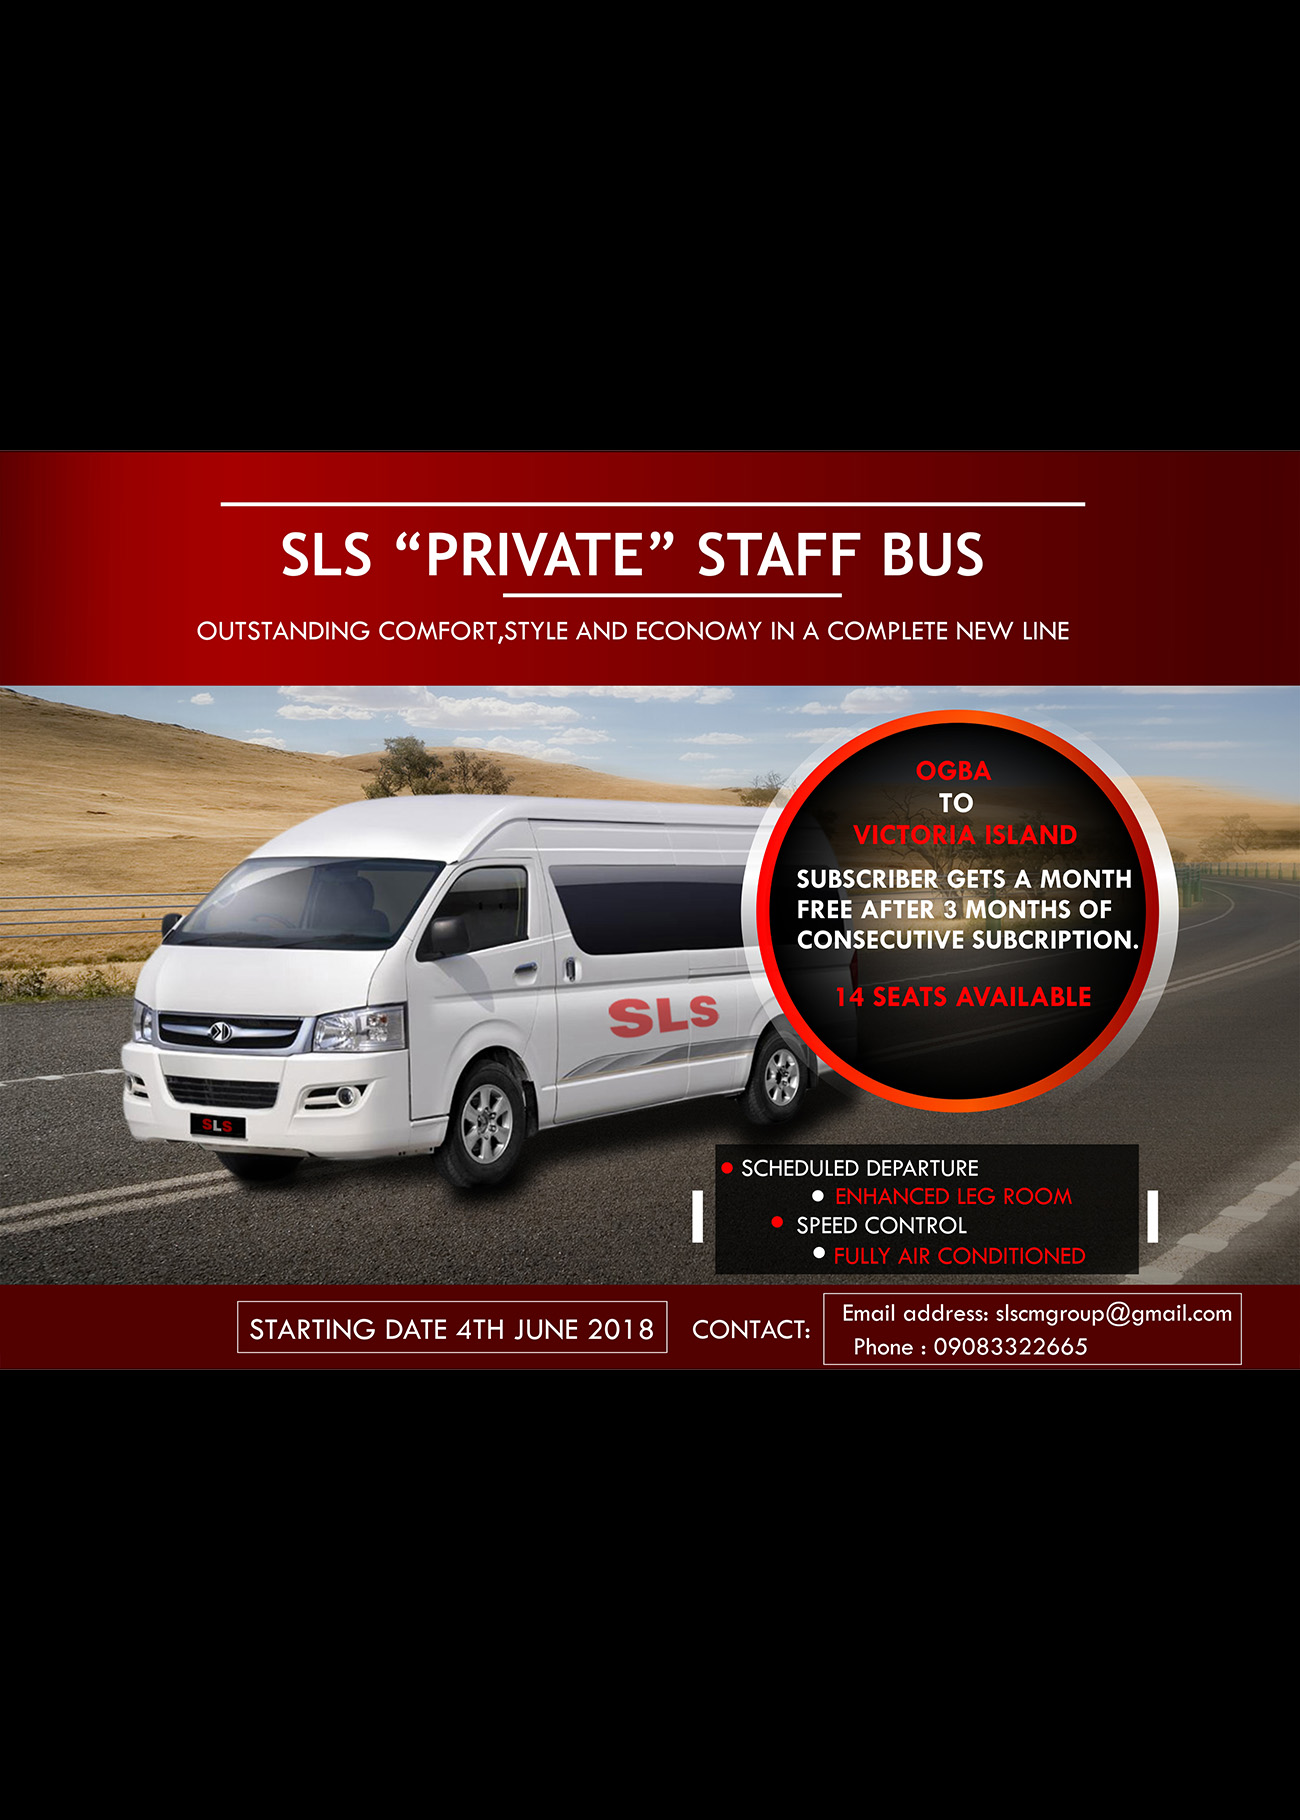 SLS “PRIVATE” STAFF BUS
OUTSTANDING COMFORT,STYLE AND ECONOMY IN A COMPLETE NEW LINE
OGBA
TO
VICTORIA ISLAND
SUBSCRIBER GETS A MONTH
FREE AFTER 3 MONTHS OF
CONSECUTIVE SUBCRIPTION.
14 SEATS AVAILABLE
SLS
SLS
SCHEDULED DEPARTURE
ENHANCED LEG ROOM
SPEED CONTROL
FULLY AIR CONDITIONED
STARTING DATE 4TH JUNE 2018
CONTACT:
Email address: slscmgroup@gmail.com
Phone : 09083322665